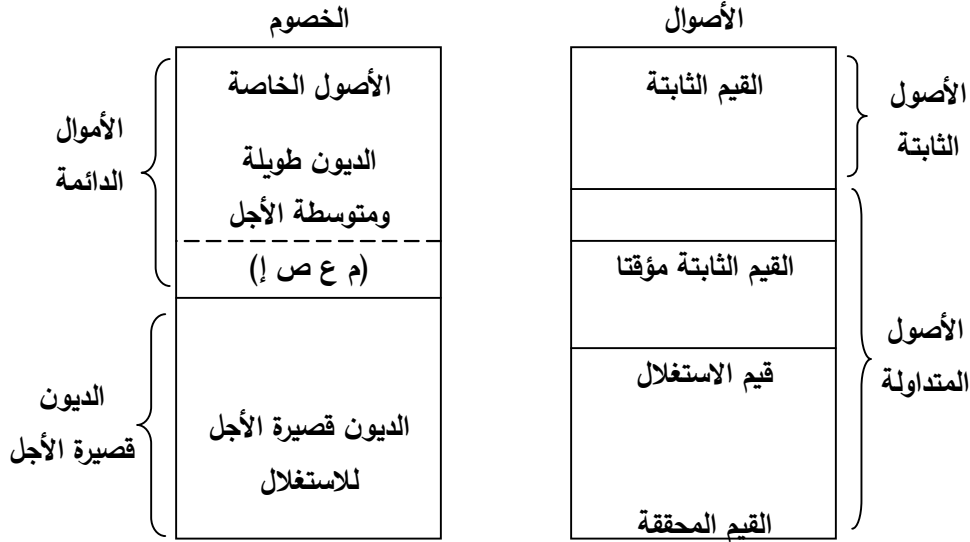 الأصوال
القيم الثابتة
القيم الثابتة مؤقتا
قيم الاستغلال
القيم المحققة
الأصول
الثابتة
الأصول
المتداولة
الخصوم
الأصول الخاصة
الديون طويلة
ومتوسطة الأجل
(م ع ص إ)
الديون قصيرة الأجل
للاستغلال
الأموال
الدائمة
الديون
قصيرة الأجل